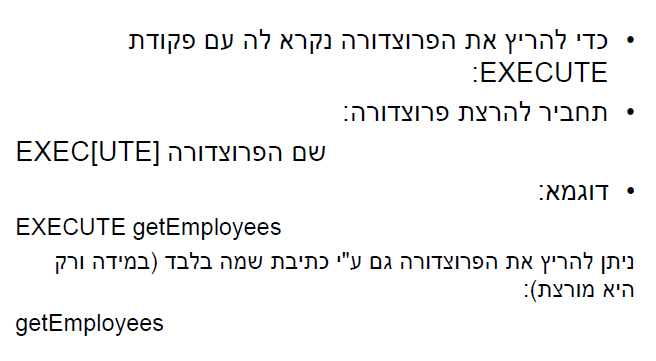 • כדי להריץ את הפרוצדורה נקרא לה עם פקודת
EXECUTE:
• תחביר להרצת פרוצדורה:
EXEC[UTE] שם הפרוצדורה
• דוגמא:
EXECUTE getEmployees
ניתן להריץ את הפרוצדורה גם ע"י כתיבת שמה בלבד (במידה ורק
היא מורצת):
getEmployees